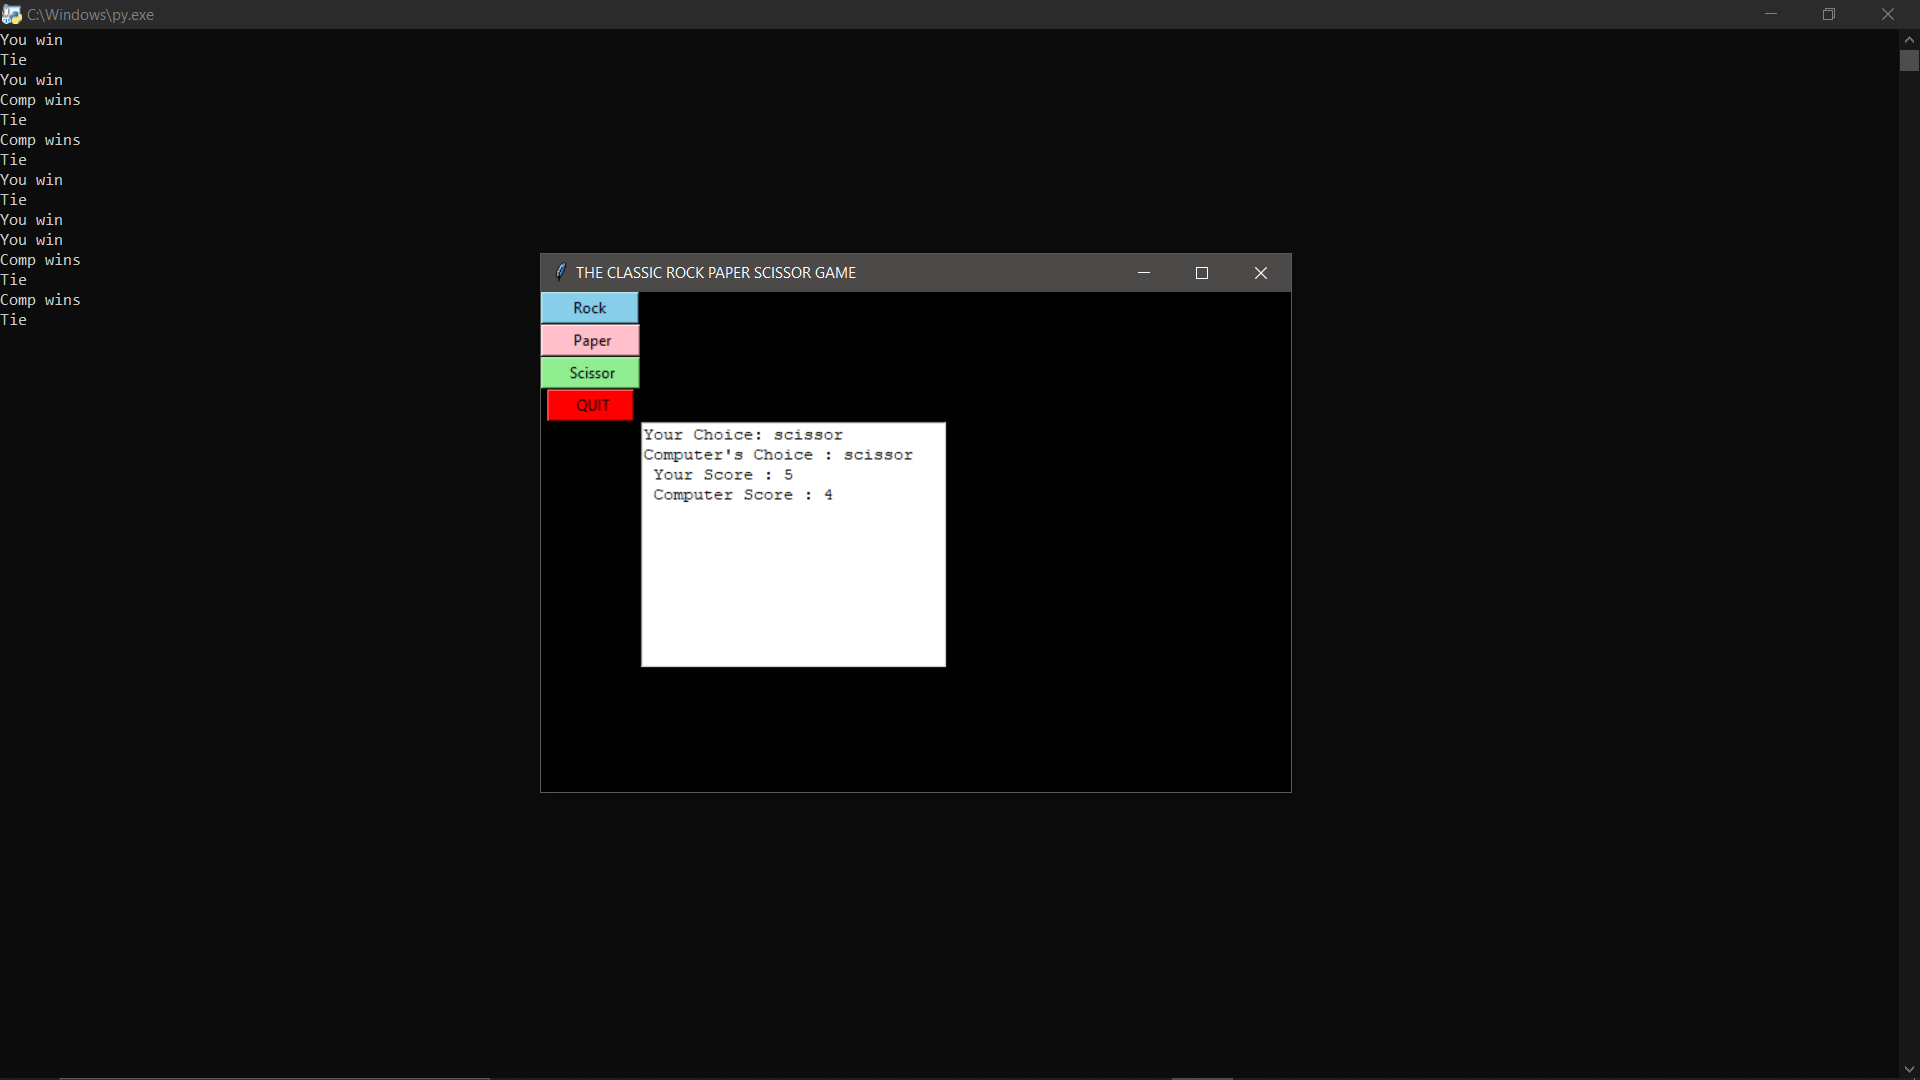 C:\Windows\py.exe
You win
Tie
You win
Comp wins
Tie
Comp wins
Tie
You win
Tie
You win
You win
Comp wins
Tie
Comp wins
Tie
THE CLASSIC ROCK PAPER SCISSOR GAME
Rock
Paper
Scissor
QUIT
Your Choice: scissor
Computer's Choice : scissor
Your Score : 5
Computer Score : 4